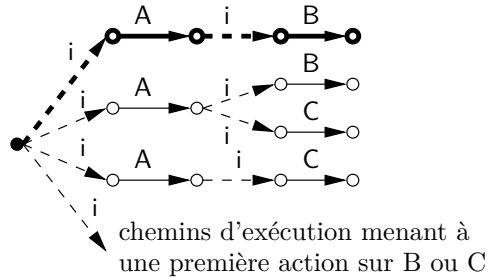 A i B
i
B
A i
i
C
i
i
A i C
i
chemins d'exécution menant à
une première action sur B ou C